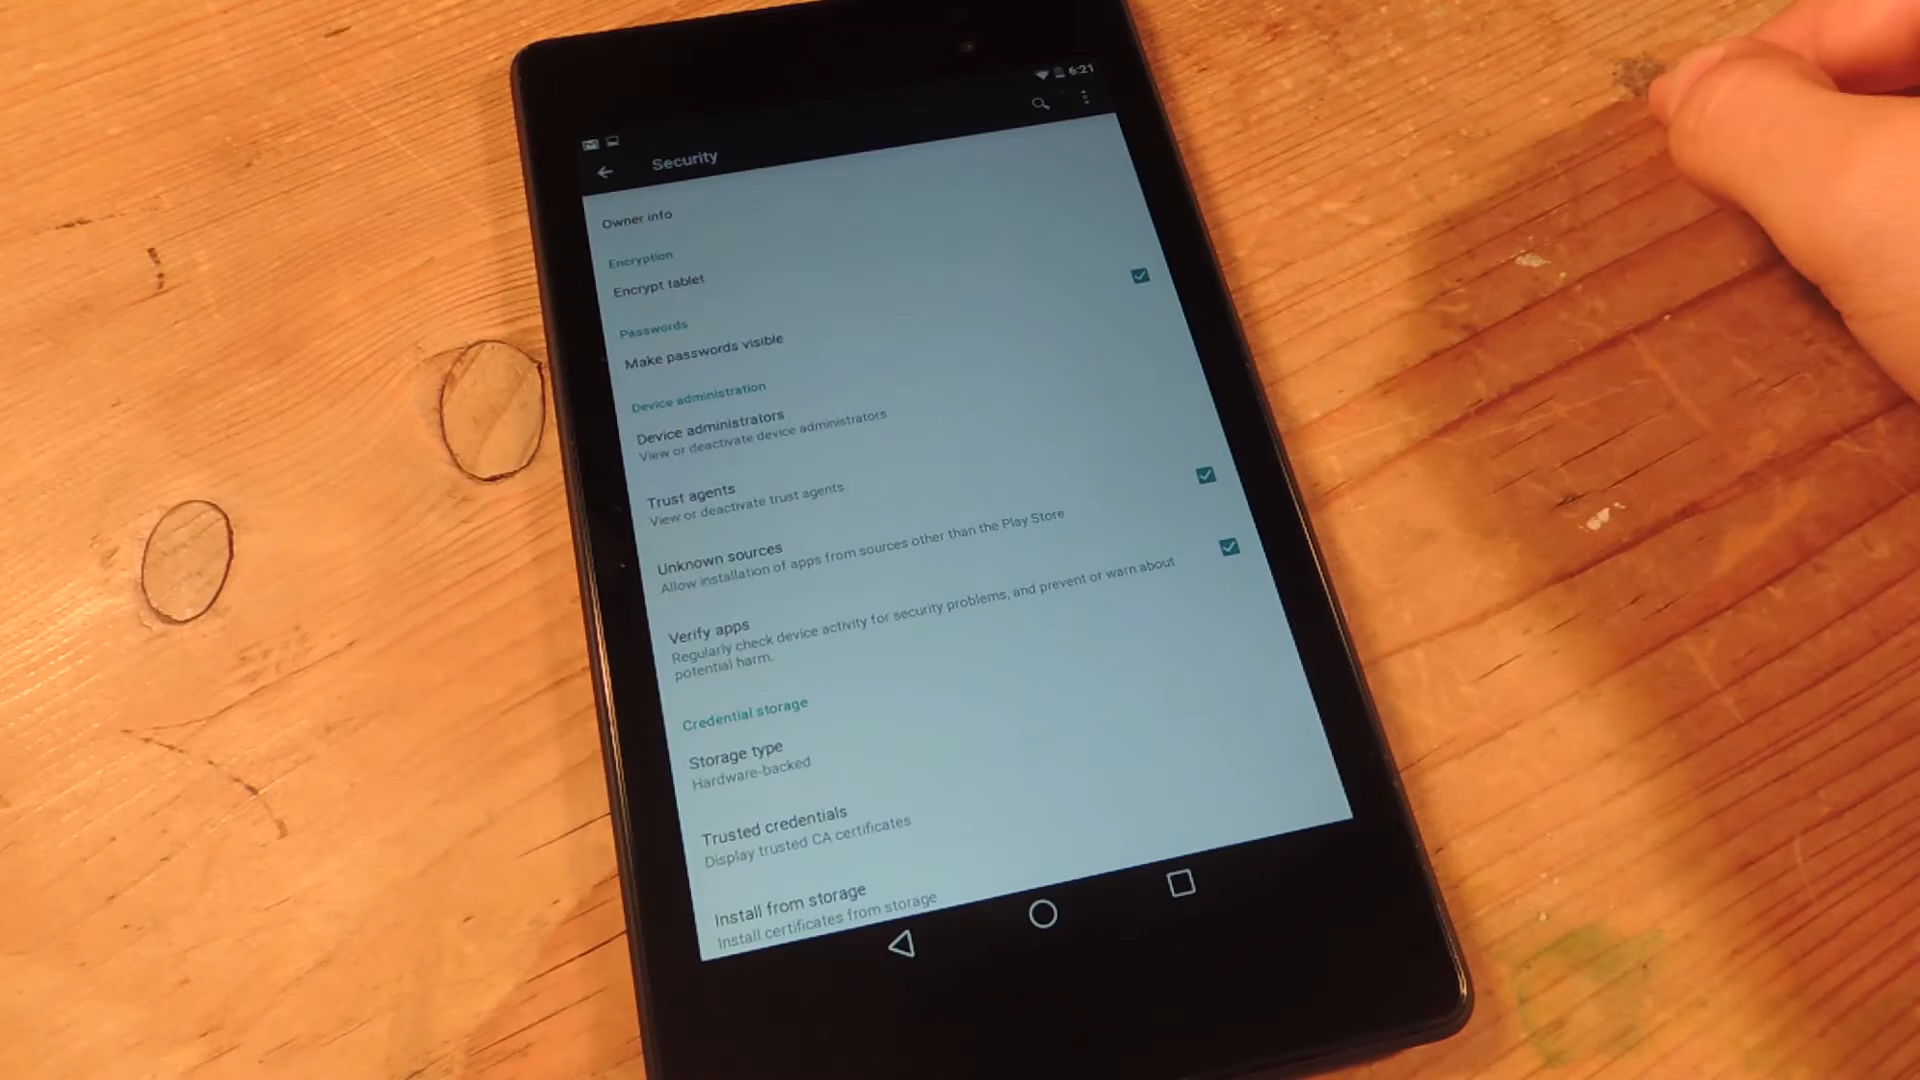 6:21
Security
Owner info
Encryption
Encrypt tablet
Passwords
Make passwords visible
Device administration
Device administrators
View or deactivate device administrators
Trust agents
View or deactivate trust agents
Unknown sources
Allow installation of apps from sources other than the Play Store
Verify apps
Regularly check device activity for security problems, and prevent or warn about
potential harm.
Credential storage
Storage type
Hardware-backed
Trusted credentials
Display trusted CA certificates
Install from storage
Install certificates from storage